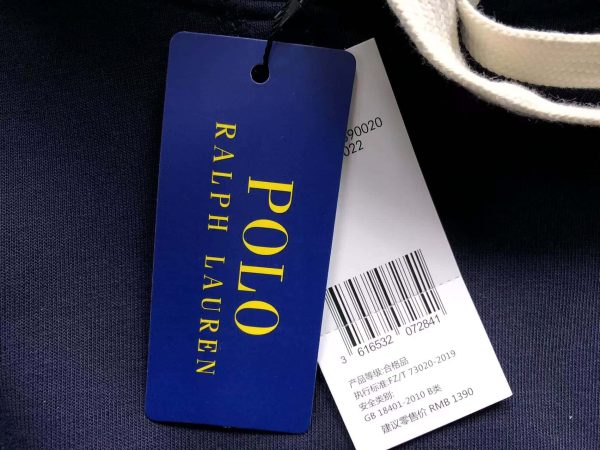 POLO
RALPH LAUREN
90020
022
3 616532 072841
产品等级:合格品
执行标准:FZ/T 73020-2019
安全类别:
GB 18401-2010 B类
建议零售价 RMB 1390